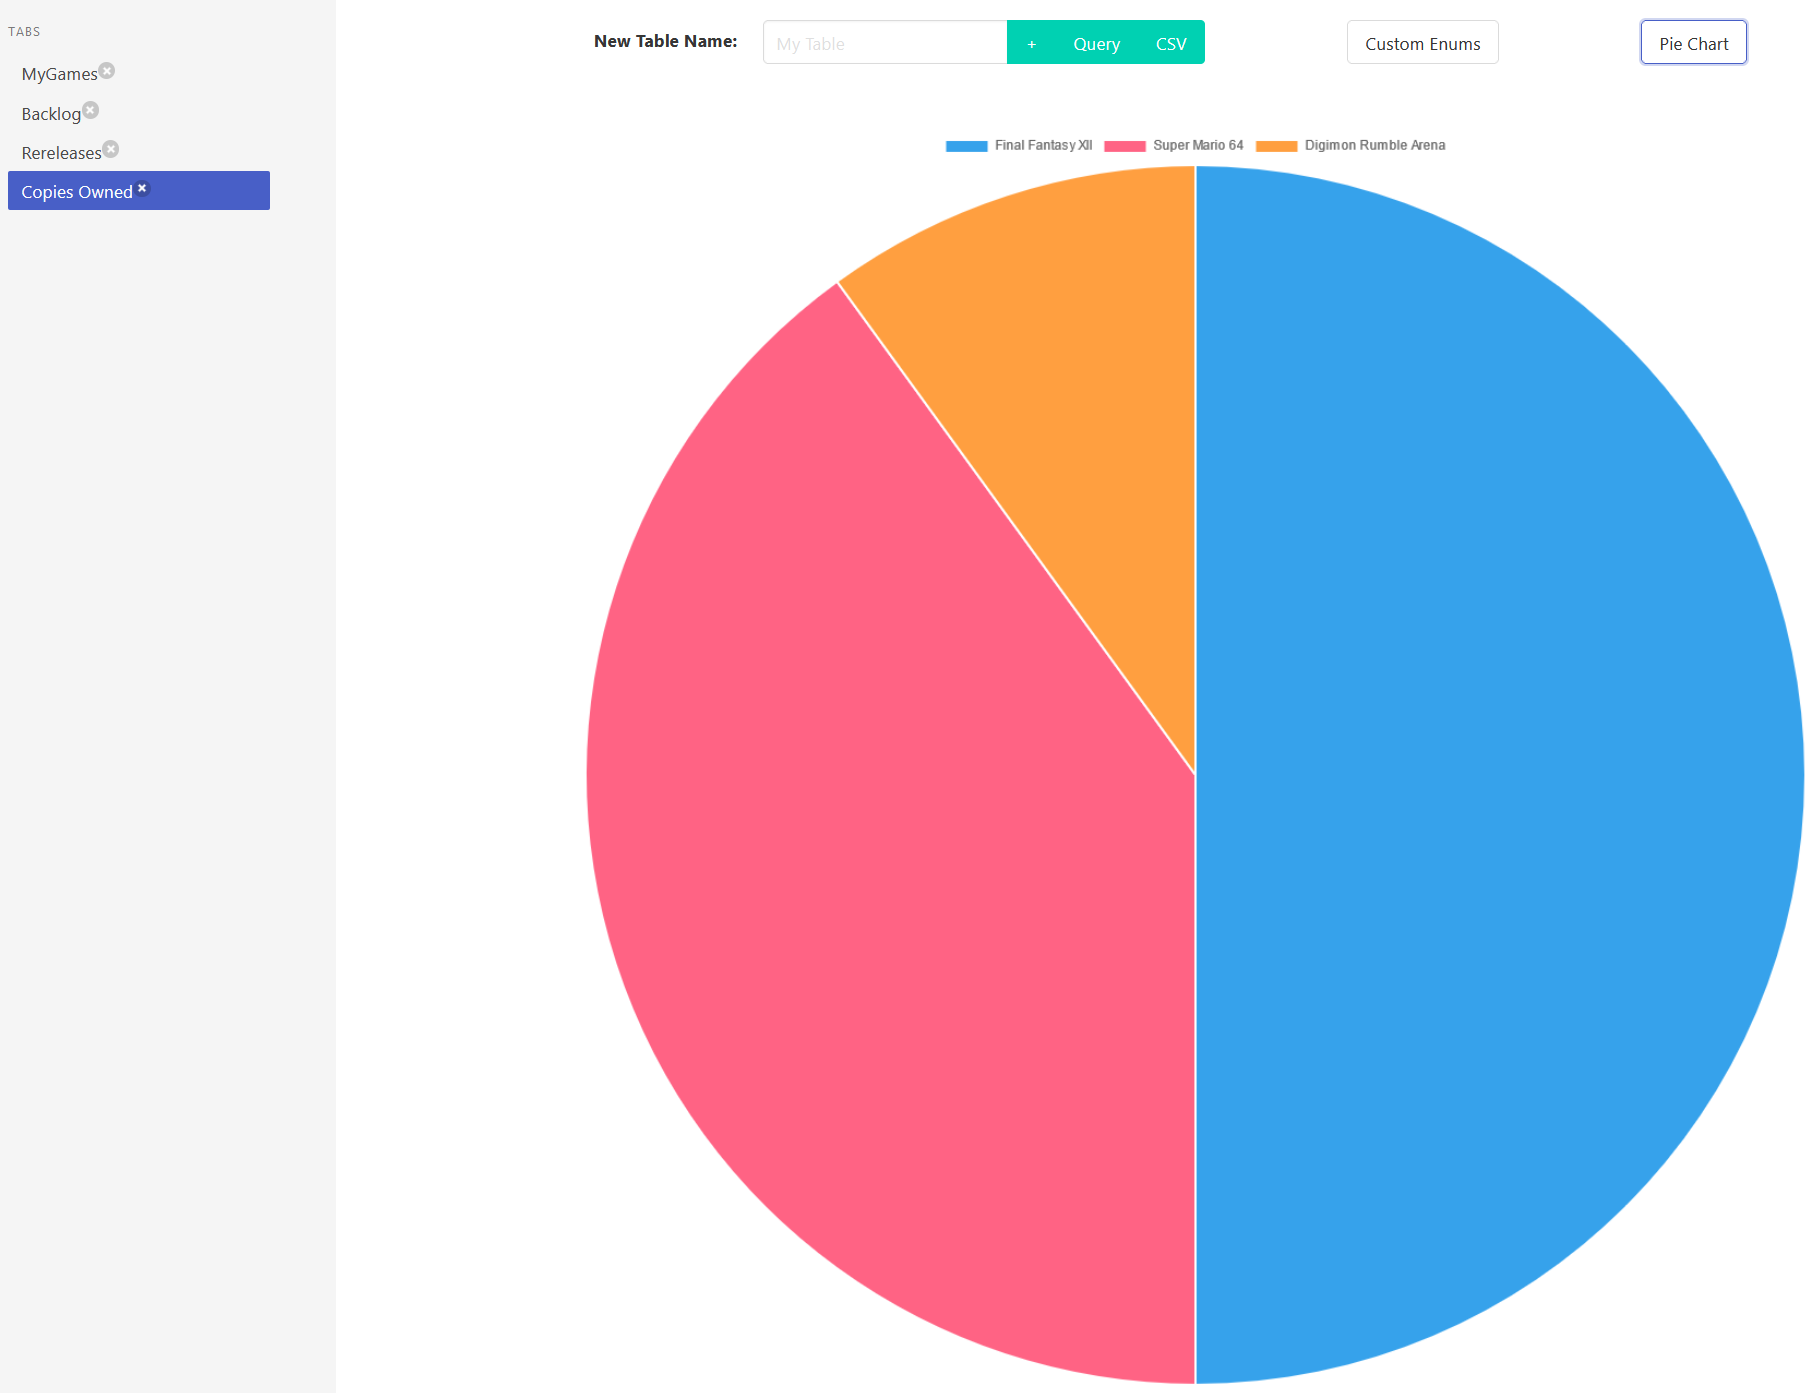 TABS
MyGames
Backlog
Rereleases
Copies Owned
New Table Name: My Table + Query CSV Custom Enums Pie Chart
Final Fantasy XII Super Mario 64 Digimon Rumble Arena